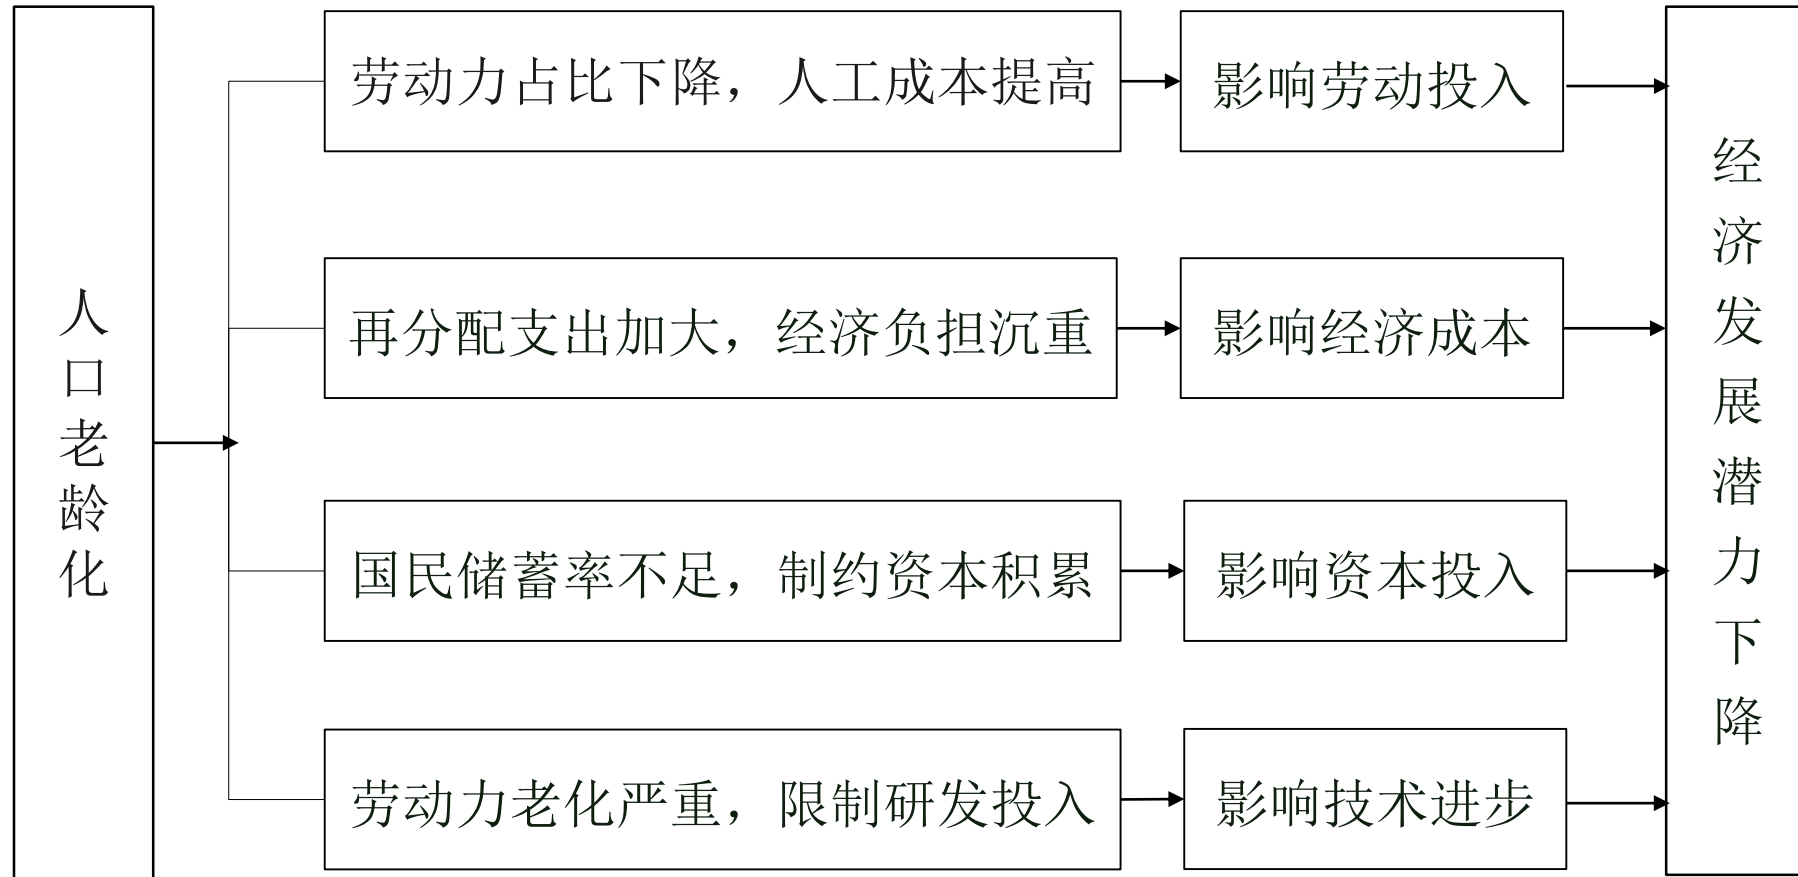 人口老龄化
劳动力占比下降，人工成本提高
影响劳动投入
再分配支出加大，经济负担沉重
影响经济成本
国民储蓄率不足，制约资本积累
影响资本投入
劳动力老化严重，限制研发投入
影响技术进步
经济发展潜力下降